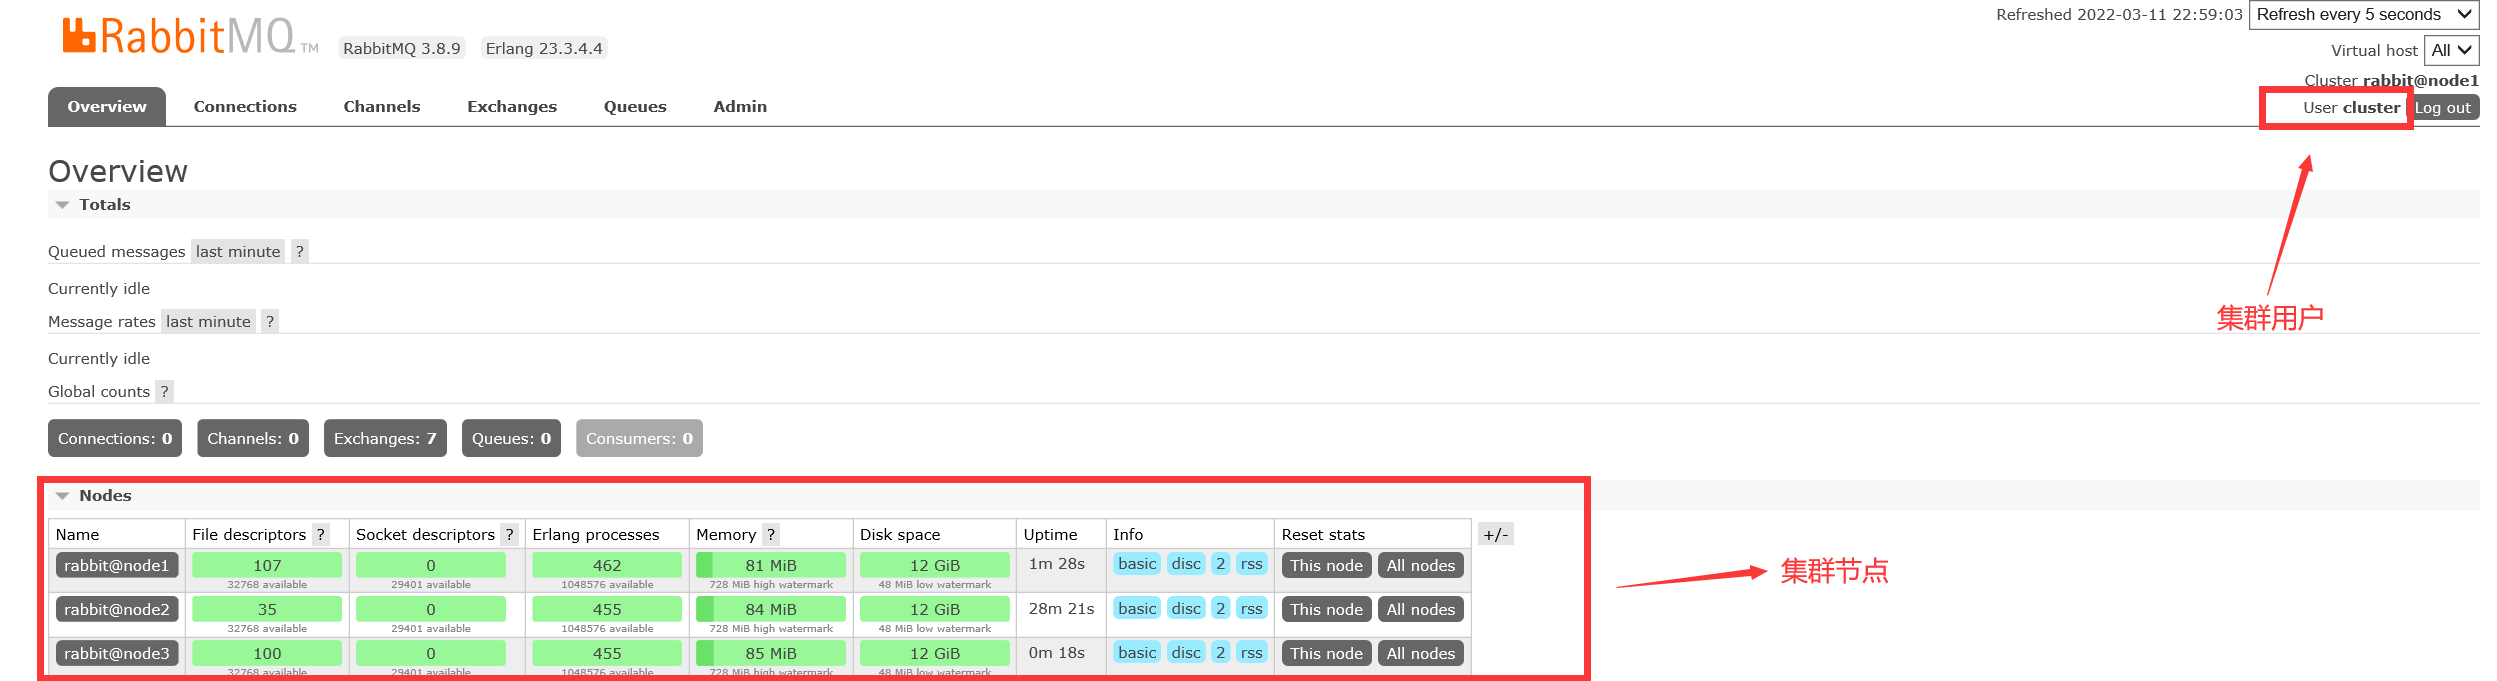 RabbitMQ TM RabbitMQ 3.8.9 Erlang 23.3.4.4
Refreshed 2022-03-11 22:59:03 Refresh every 5 seconds
Virtual host All
Cluster rabbit@node1
User cluster Log out
Overview Connections Channels Exchanges Queues Admin
集群用户
Overview
Totals
Queued messages last minute ?
Currently idle
Message rates last minute ?
Currently idle
Global counts ?
Connections: 0 Channels: 0 Exchanges: 7 Queues: 0 Consumers: 0
Nodes
Name File descriptors ? Socket descriptors ? Erlang processes Memory ? Disk space Uptime Info Reset stats +/-
rabbit@node1 107 0 462 81 MiB 12 GiB 1m 28s basic disc 2 rss This node All nodes
32768 available 29401 available 1048576 available 728 MiB high watermark 48 MiB low watermark
rabbit@node2 35 0 455 84 MiB 12 GiB 28m 21s basic disc 2 rss This node All nodes
32768 available 29401 available 1048576 available 728 MiB high watermark 48 MiB low watermark
rabbit@node3 100 0 455 85 MiB 12 GiB 0m 18s basic disc 2 rss This node All nodes
32768 available 29401 available 1048576 available 728 MiB high watermark 48 MiB low watermark
集群节点